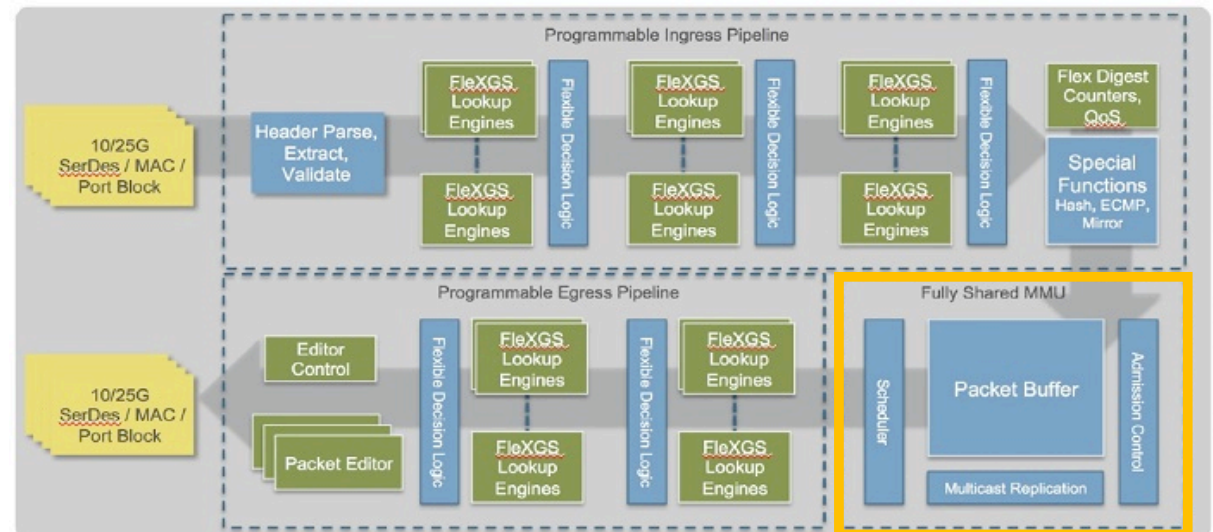 Programmable Ingress Pipeline
10/25G
SerDes / MAC /
Port Block
Header Parse,
Extract,
Validate
FleXGS
Lookup
Engines
FleXGS
Lookup
Engines
Flexible Decision Logic
FleXGS
Lookup
Engines
FleXGS
Lookup
Engines
Flexible Decision Logic
FleXGS
Lookup
Engines
FleXGS
Lookup
Engines
Flexible Decision Logic
Flex Digest
Counters,
QoS
Special
Functions
Hash, ECMP,
Mirror
Programmable Egress Pipeline
10/25G
SerDes / MAC /
Port Block
Editor
Control
Packet Editor
Flexible Decision Logic
FleXGS
Lookup
Engines
FleXGS
Lookup
Engines
Flexible Decision Logic
FleXGS
Lookup
Engines
FleXGS
Lookup
Engines
Fully Shared MMU
Scheduler
Packet Buffer
Multicast Replication
Admission Control